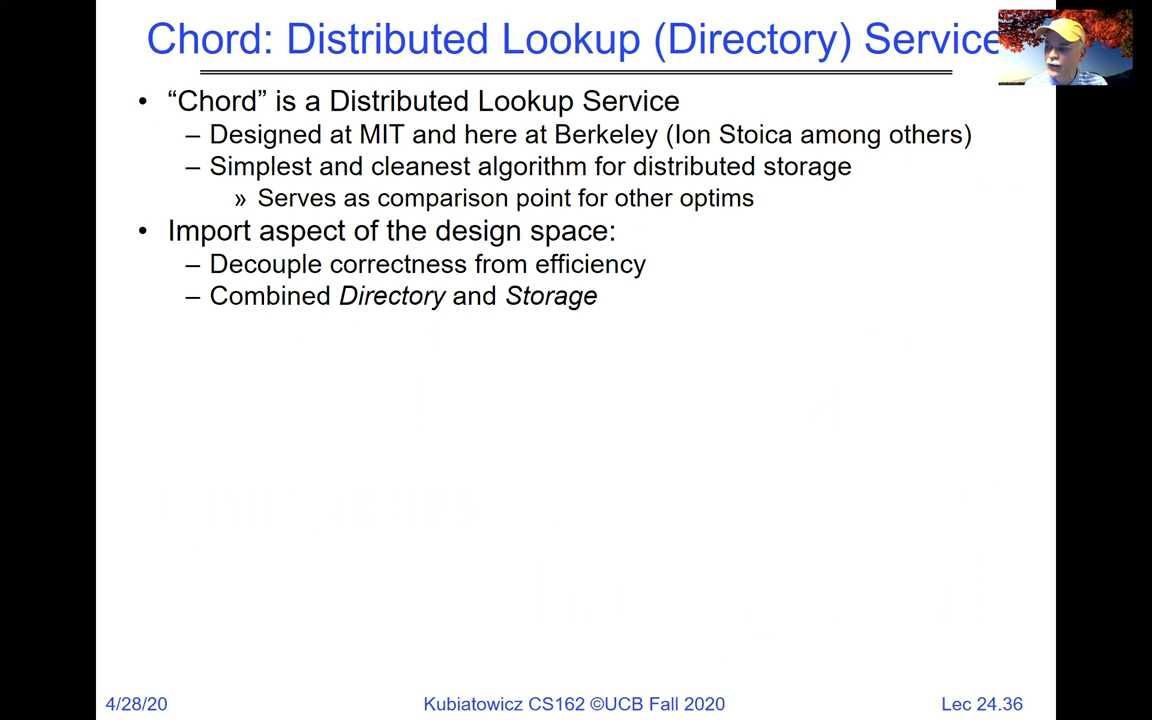 Chord: Distributed Lookup (Directory) Service
• “Chord” is a Distributed Lookup Service
– Designed at MIT and here at Berkeley (Ion Stoica among others)
– Simplest and cleanest algorithm for distributed storage
» Serves as comparison point for other optims
• Import aspect of the design space:
– Decouple correctness from efficiency
– Combined Directory and Storage
4/28/20
Kubiatowicz CS162 ©UCB Fall 2020
Lec 24.36